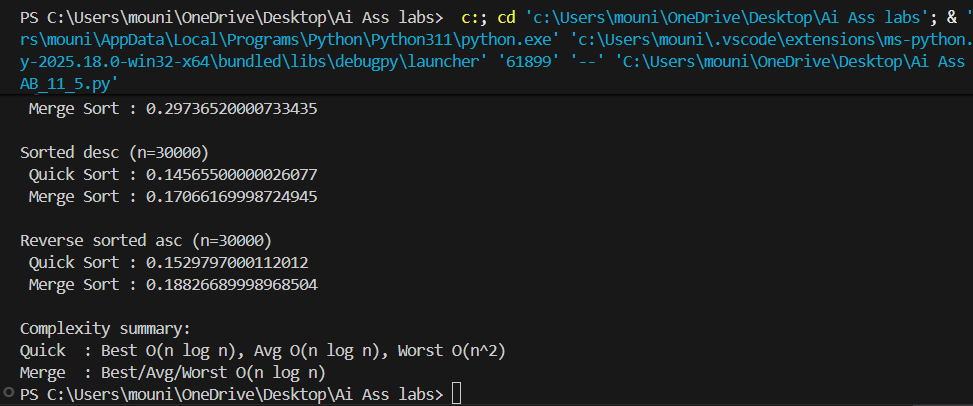 PS C:\Users\mouni\OneDrive\Desktop\Ai Ass labs>  c:; cd 'c:\Users\mouni\OneDrive\Desktop\Ai Ass labs'; & '
rs\mouni\AppData\Local\Programs\Python\Python311\python.exe' 'c:\Users\mouni\.vscode\extensions\ms-python.
y-2025.18.0-win32-x64\bundled\libs\debugpy\launcher' '61899' '--' 'C:\Users\mouni\OneDrive\Desktop\Ai Ass
AB_11_5.py'
Merge Sort : 0.29736520000733435
Sorted desc (n=30000)
Quick Sort : 0.14565500000026077
Merge Sort : 0.17066169998724945
Reverse sorted asc (n=30000)
Quick Sort : 0.1529797000112012
Merge Sort : 0.18826689998968504
Complexity summary:
Quick  : Best O(n log n), Avg O(n log n), Worst O(n^2)
Merge  : Best/Avg/Worst O(n log n)
PS C:\Users\mouni\OneDrive\Desktop\Ai Ass labs>